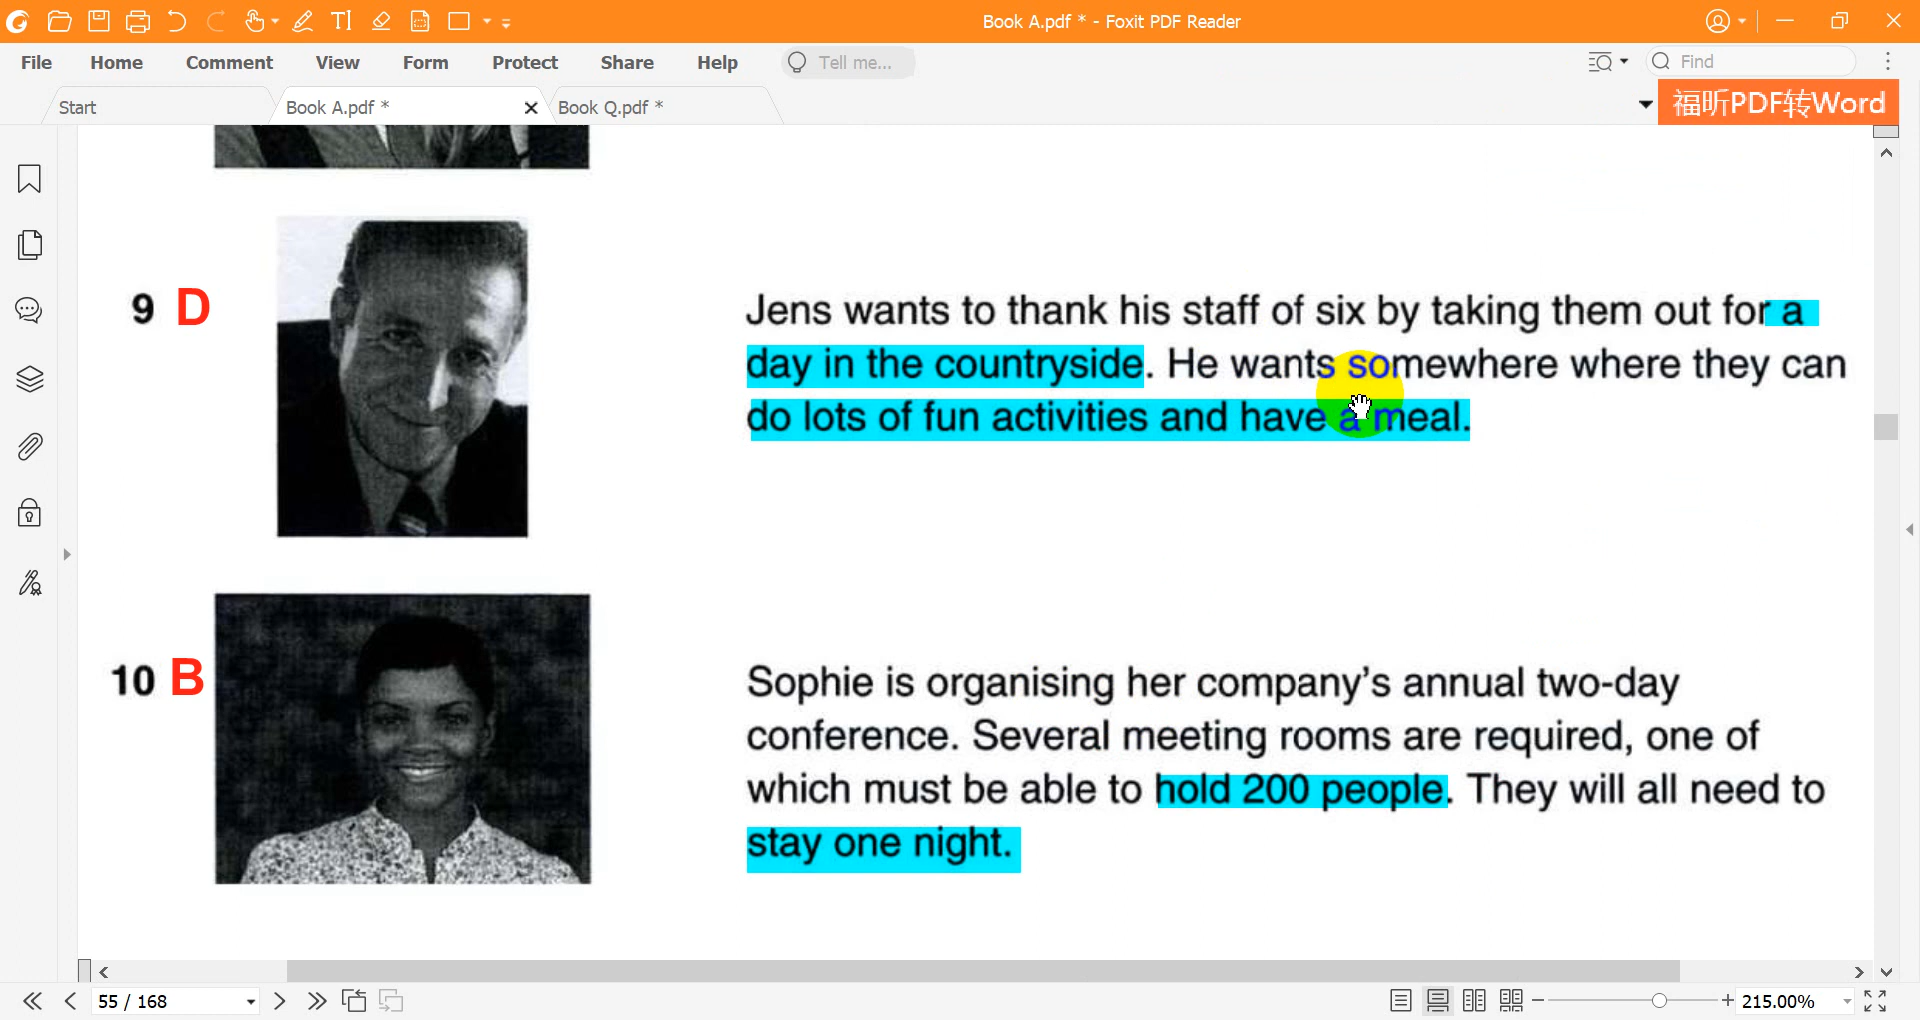 Book A.pdf * - Foxit PDF Reader
File Home Comment View Form Protect Share Help Tell me... Find
Start Book A.pdf * Book Q.pdf * 福昕PDF转Word
9 D
Jens wants to thank his staff of six by taking them out for a
day in the countryside. He wants somewhere where they can
do lots of fun activities and have a meal.
10 B
Sophie is organising her company's annual two-day
conference. Several meeting rooms are required, one of
which must be able to hold 200 people. They will all need to
stay one night.
55 / 168 215.00%